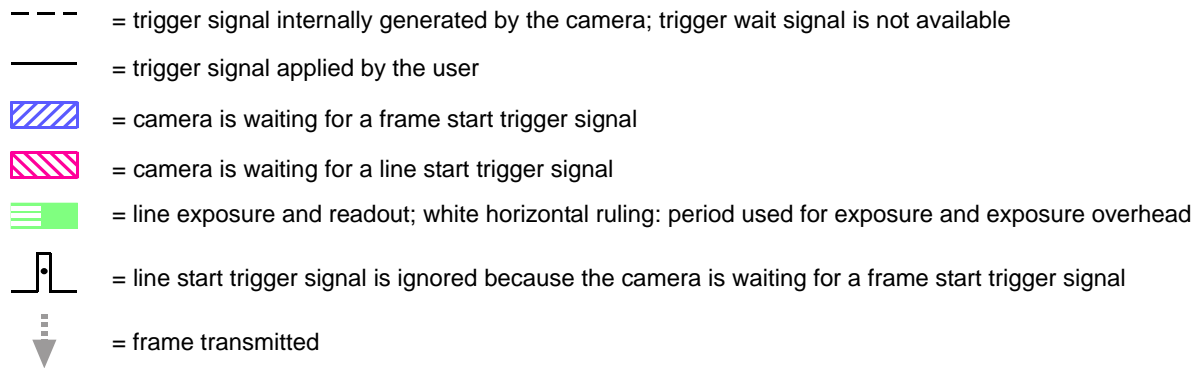 = trigger signal internally generated by the camera; trigger wait signal is not available
= trigger signal applied by the user
= camera is waiting for a frame start trigger signal
= camera is waiting for a line start trigger signal
= line exposure and readout; white horizontal ruling: period used for exposure and exposure overhead
= line start trigger signal is ignored because the camera is waiting for a frame start trigger signal
= frame transmitted